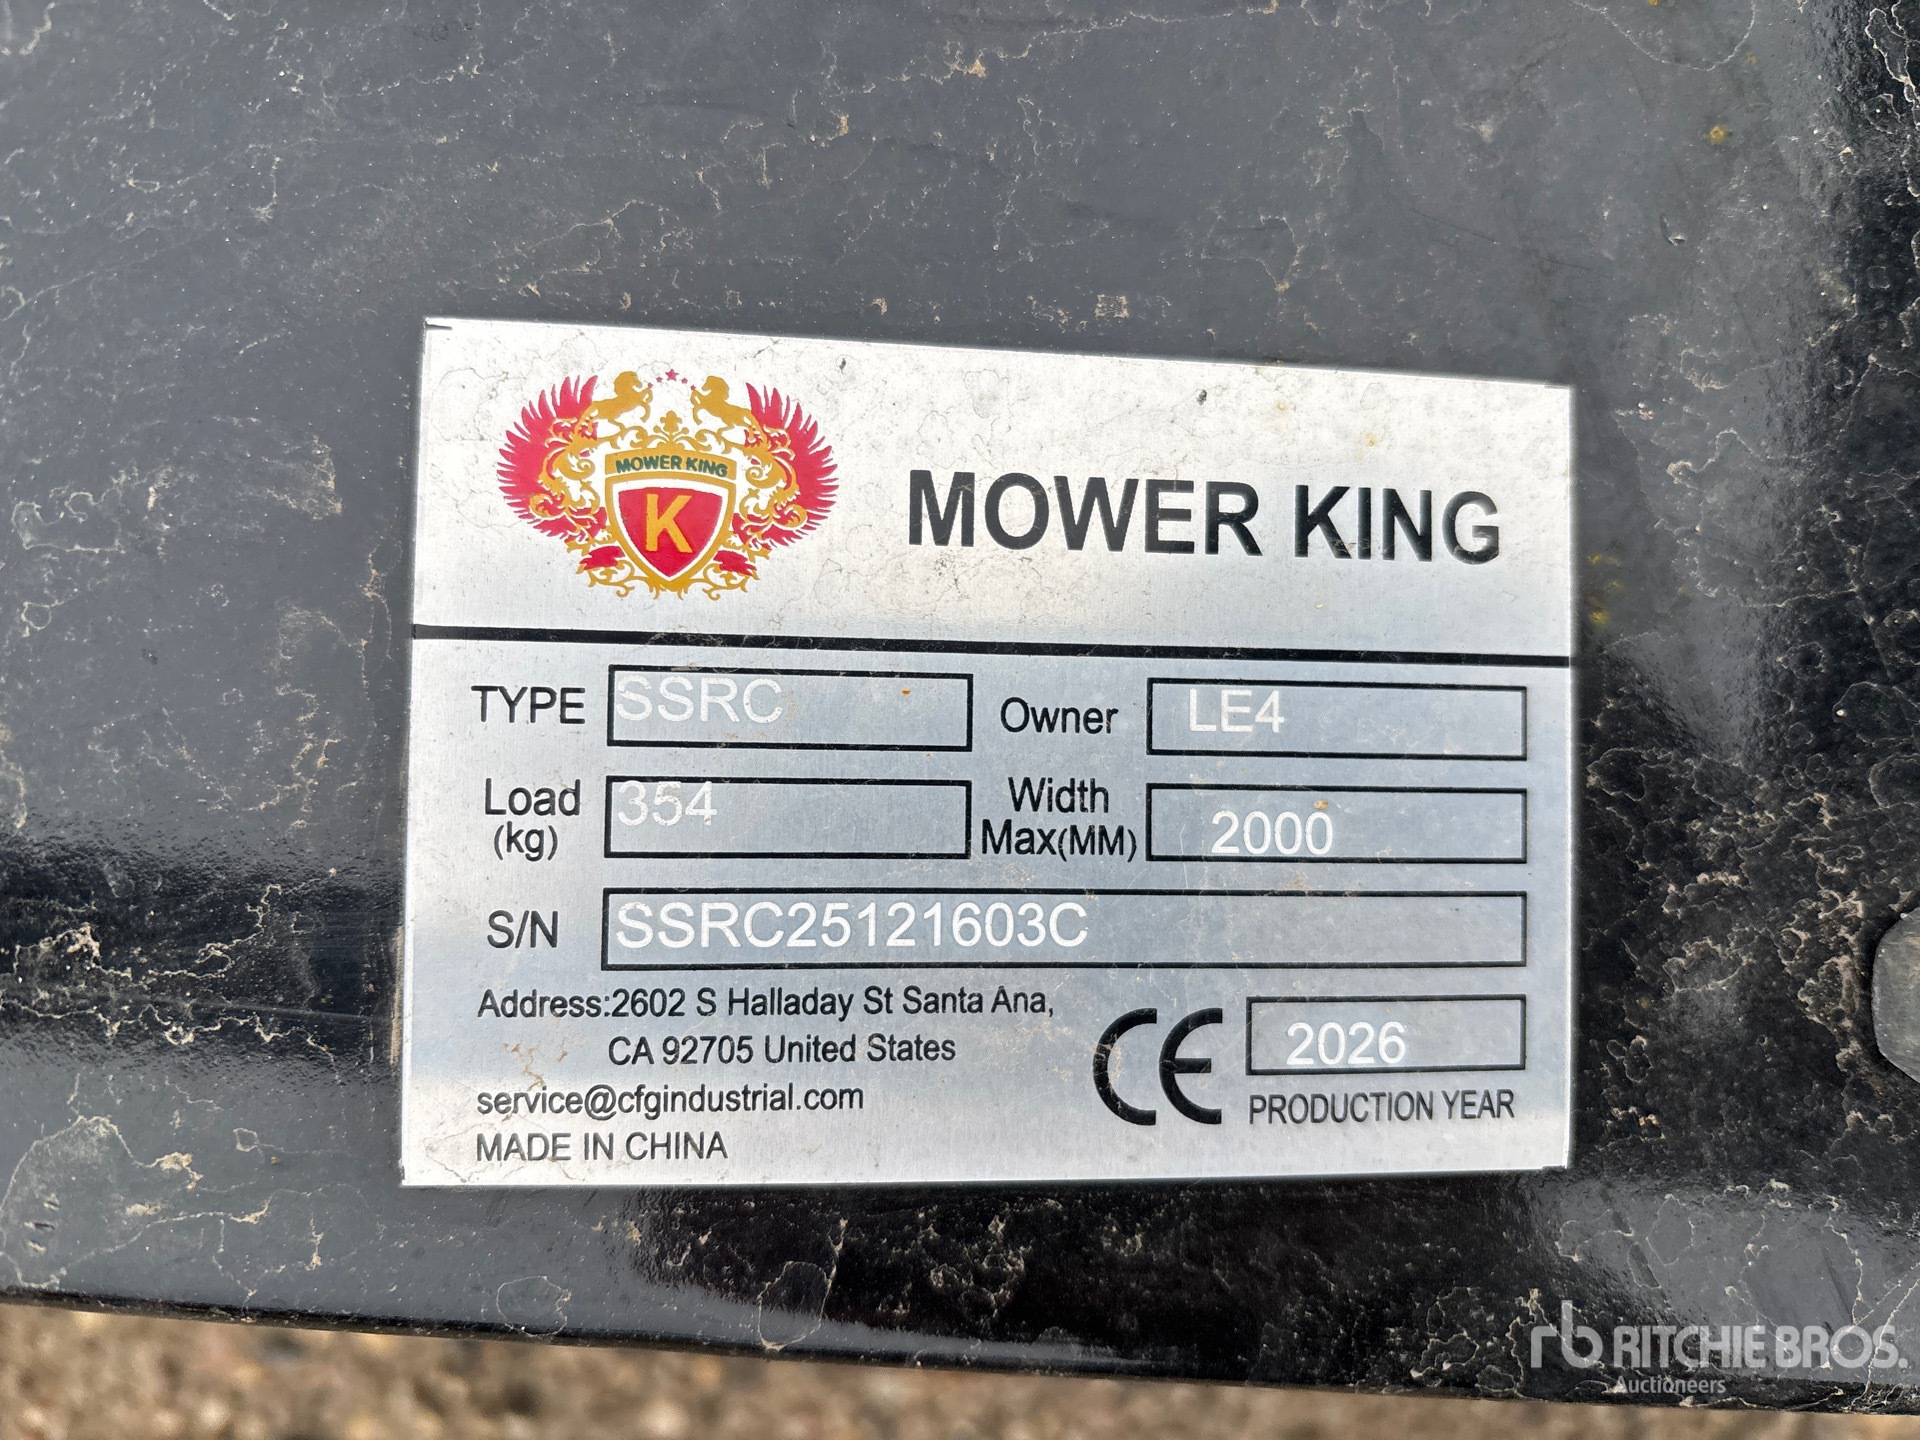 MOWER KING
K
MOWER KING
TYPE SSRC Owner LE4
Load (kg) 354 Width Max(MM) 2000
S/N SSRC25121603C
Address:2602 S Halladay St Santa Ana,
CA 92705 United States
service@cfgindustrial.com
MADE IN CHINA
CE 2026
PRODUCTION YEAR
rb RITCHIE BROS.
Auctioneers